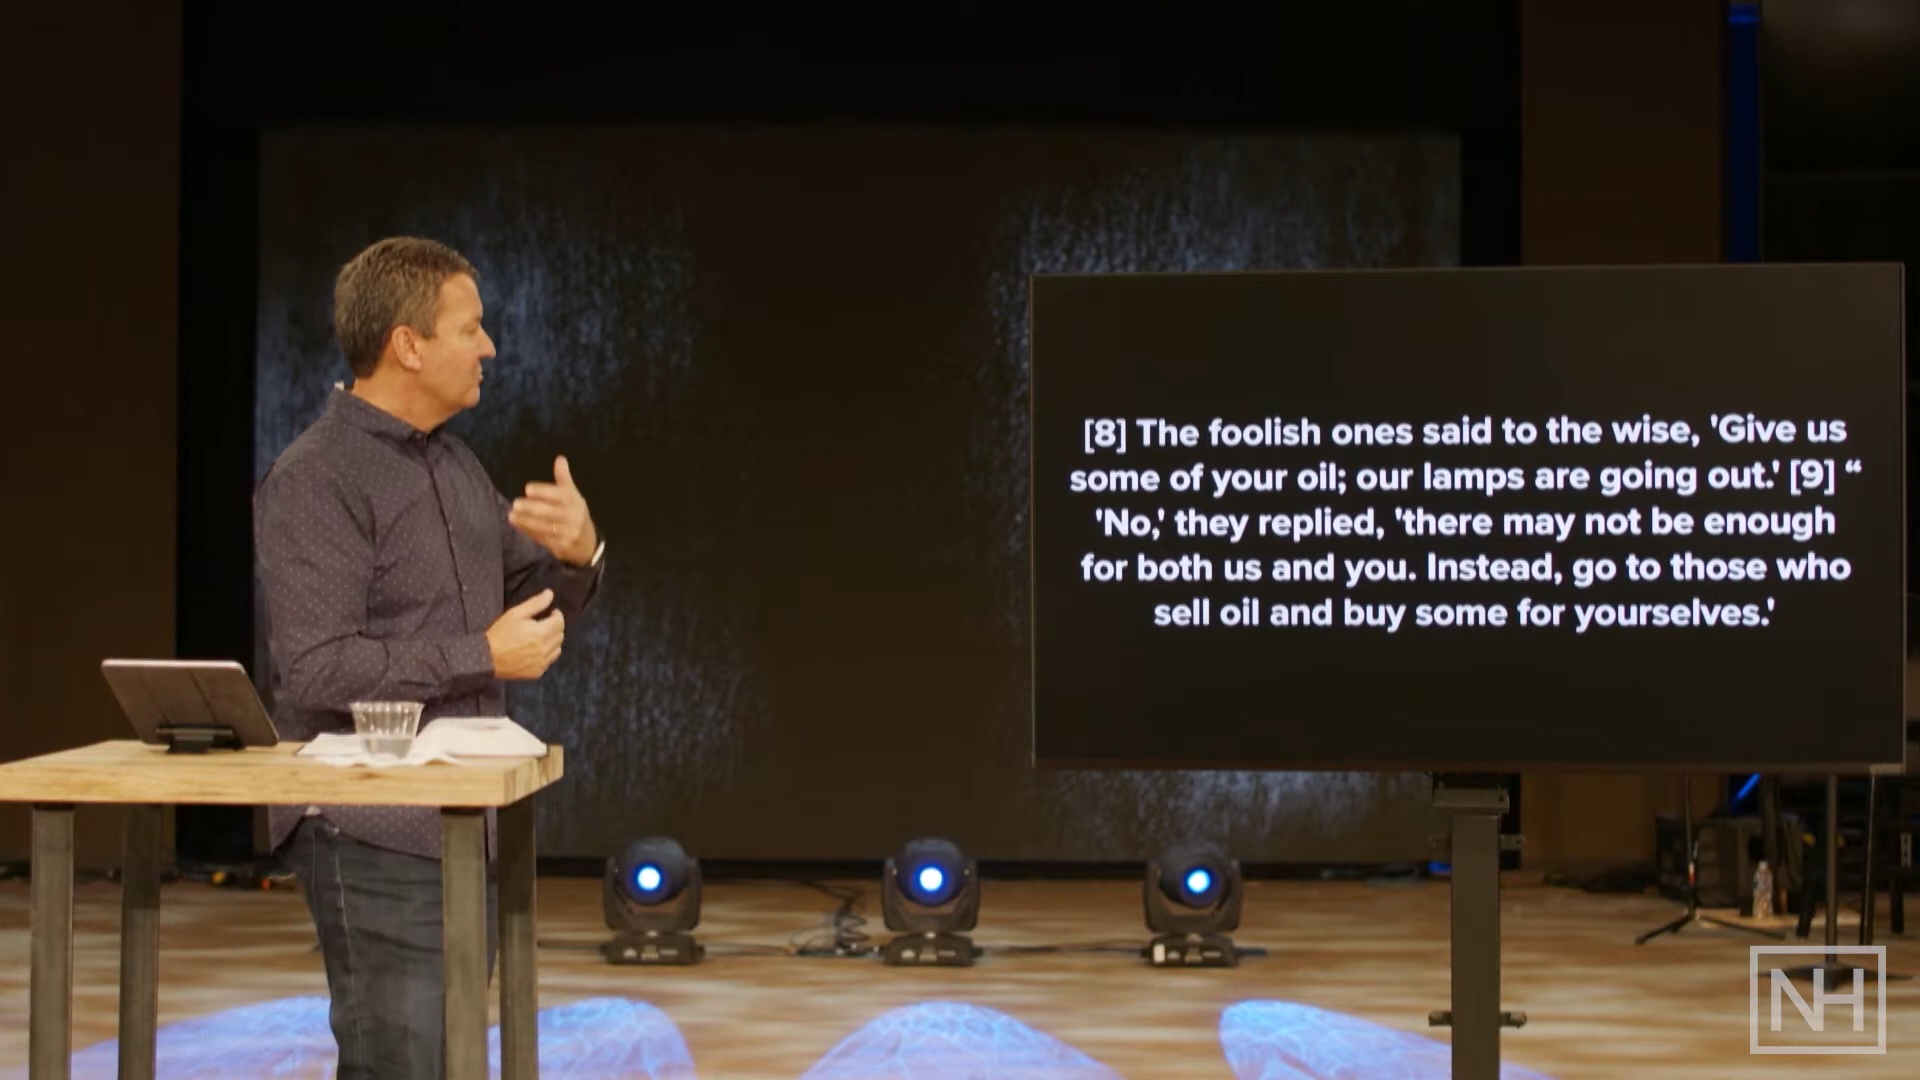 [8] The foolish ones said to the wise, 'Give us
some of your oil; our lamps are going out.' [9] “
'No,' they replied, 'there may not be enough
for both us and you. Instead, go to those who
sell oil and buy some for yourselves.'
NH